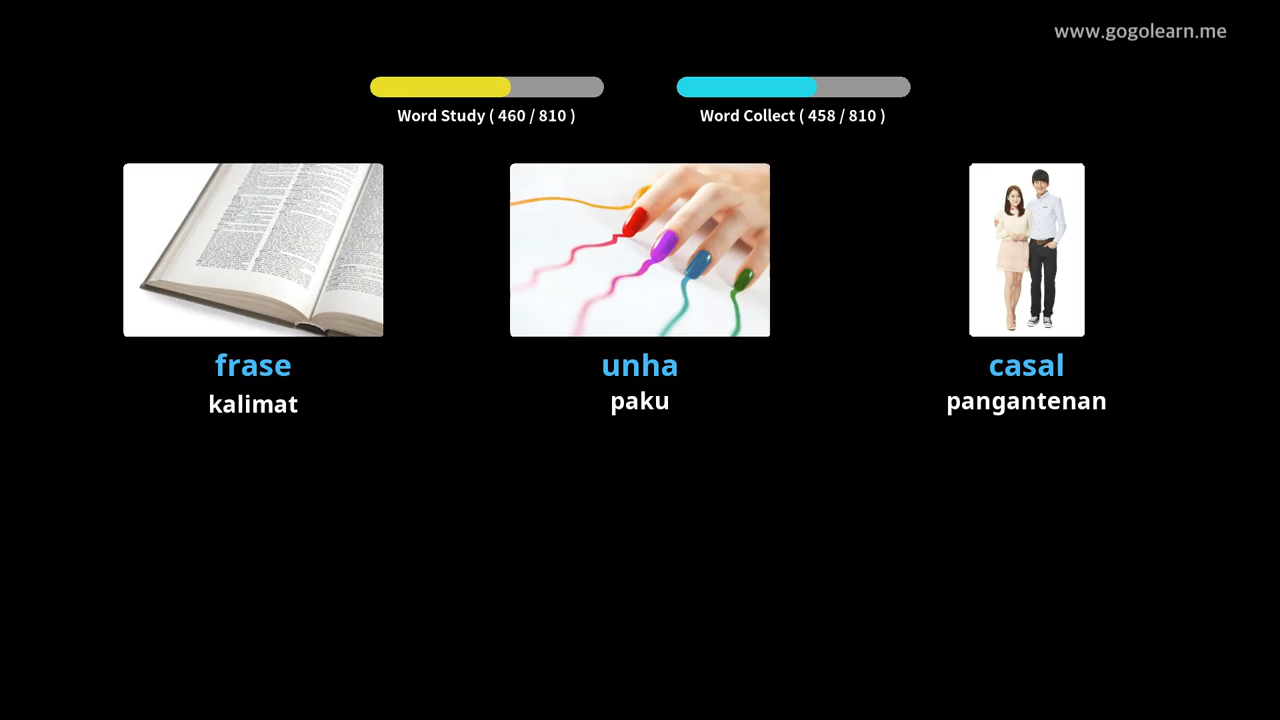 www.gogolearn.me
Word Study ( 460 / 810 )
Word Collect ( 458 / 810 )
frase
kalimat
unha
paku
casal
pangantenan